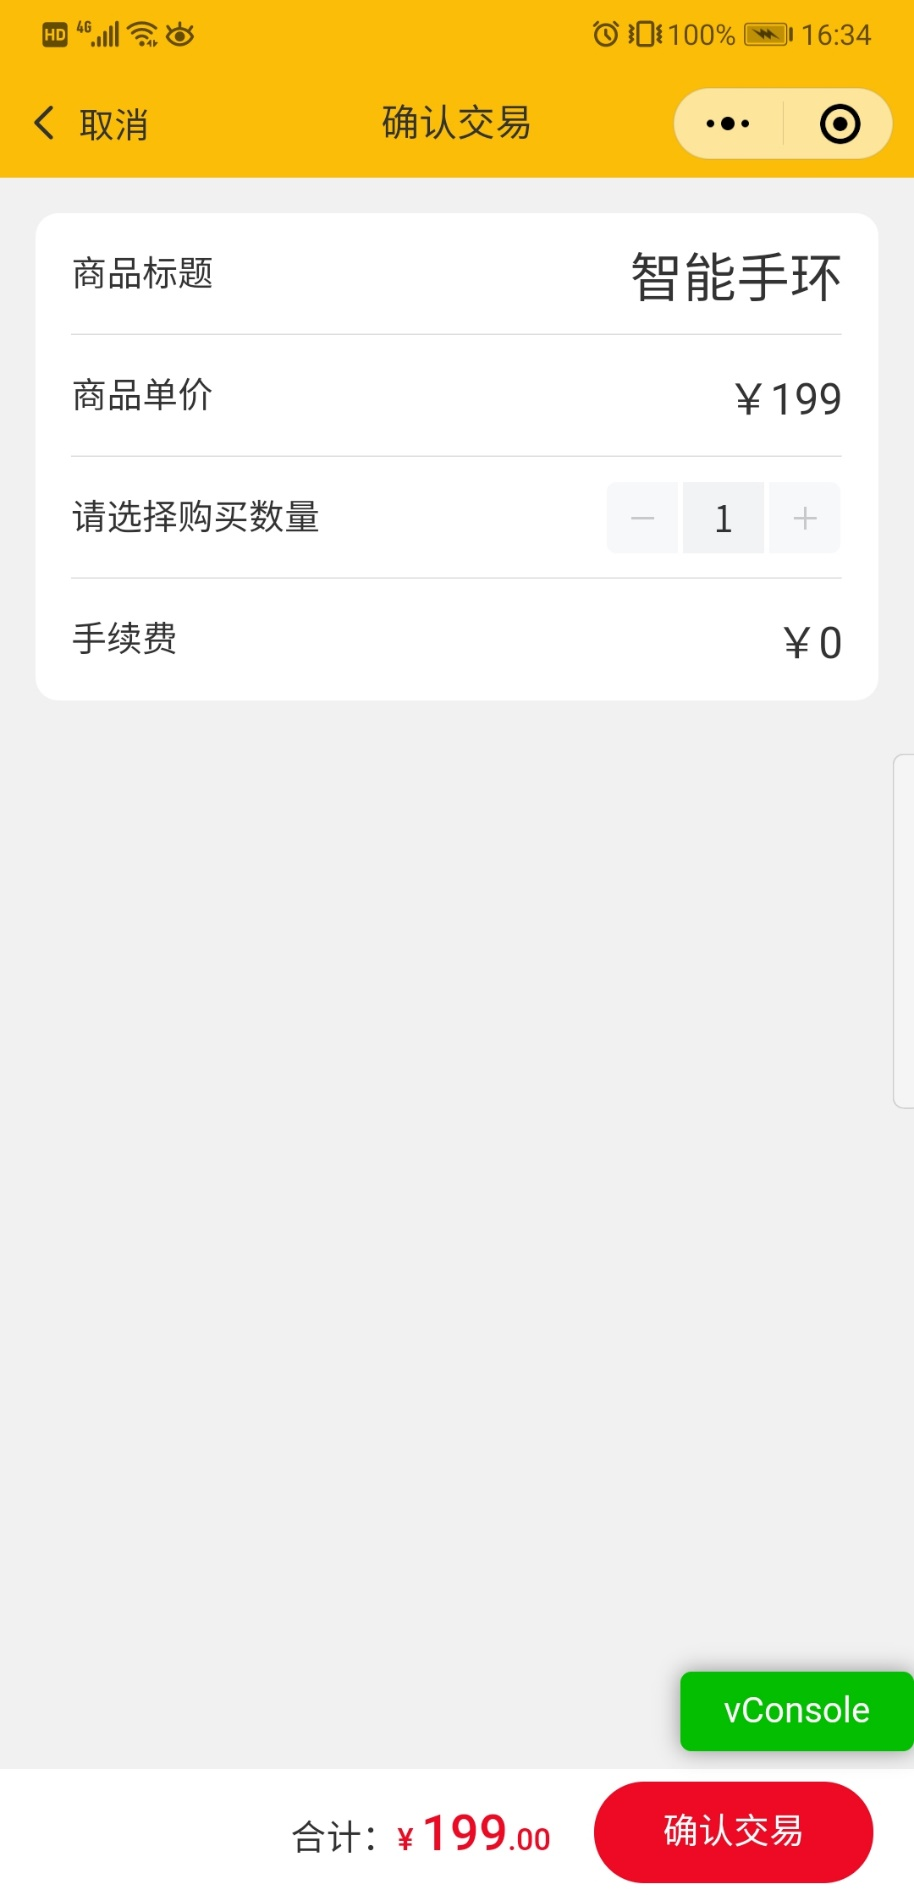 HD 4G 100% 16:34
取消 确认交易
商品标题 智能手环
商品单价 ￥199
请选择购买数量 － 1 ＋
手续费 ￥0
vConsole
合计：￥199.00 确认交易